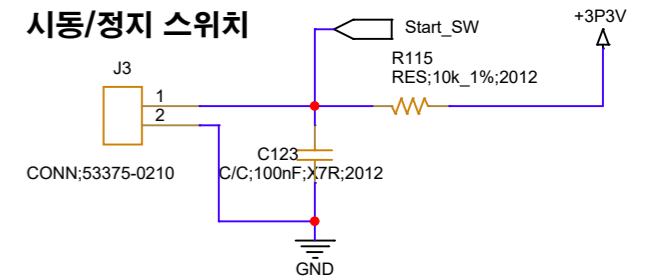 시동/정지 스위치
Start_SW
+3P3V
R115
RES;10k_1%;2012
J3
1
2
C123
CONN;53375-0210
C/C;100nF;X7R;2012
GND